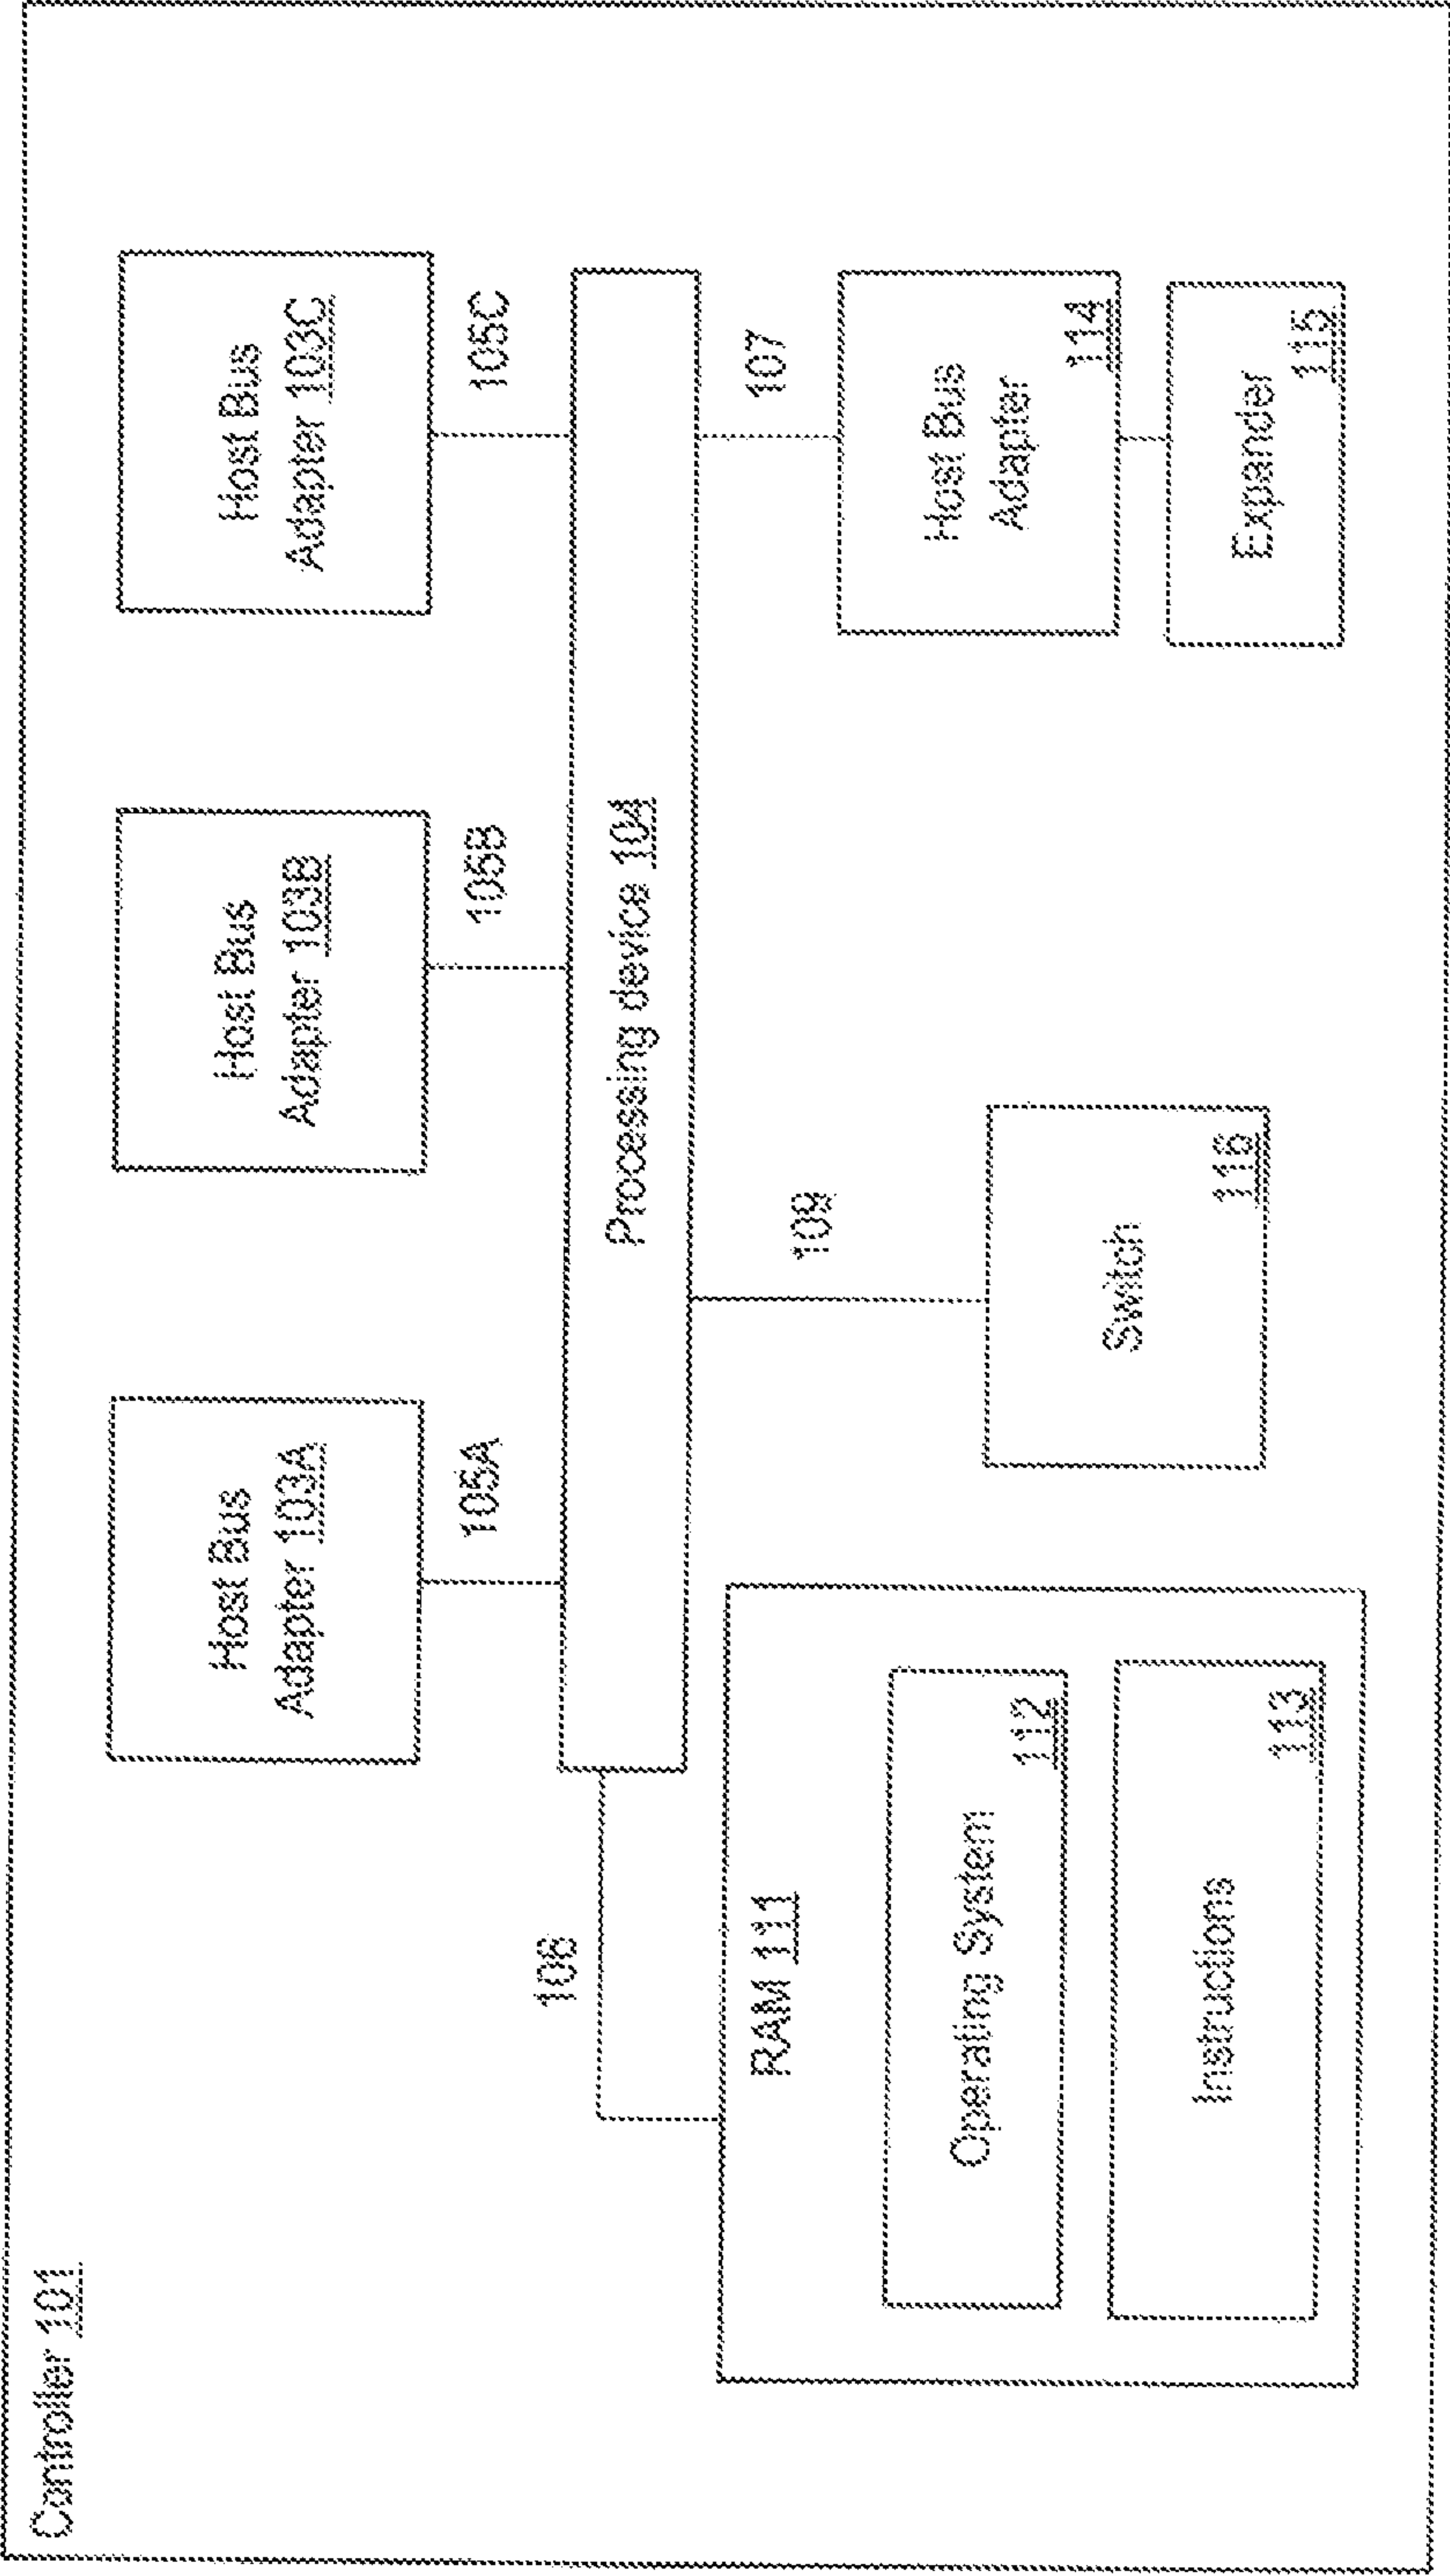 Controller 101
Host Bus
Adapter 103A
Host Bus
Adapter 103B
Host Bus
Adapter 103C
105A
105B
105C
Processing device 104
106
109
107
RAM 111
Operating System
112
Instructions
113
Switch
116
Host Bus
Adapter
114
Expander
115